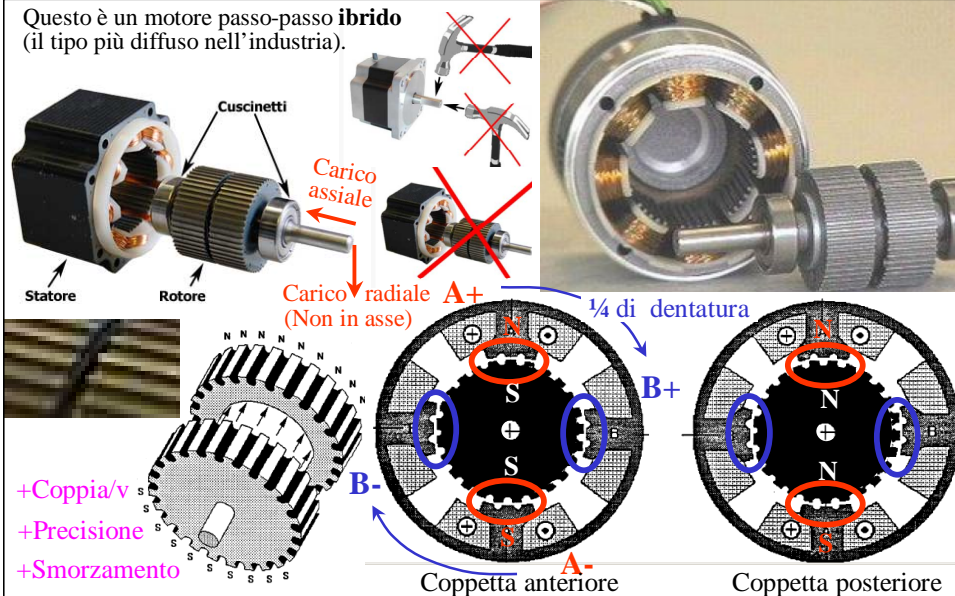 Questo è un motore passo-passo ibrido
(il tipo più diffuso nell'industria).
Cuscinetti
Carico
assiale
Statore
Rotore
Carico radiale
(Non in asse)
A+
¼ di dentatura
B+
B-
A-
N
S
S
S
N
N
N
S
B
B
N N N N N N N N
S S S S S S S S S S
+Coppia/v
+Precisione
+Smorzamento
Coppetta anteriore
Coppetta posteriore